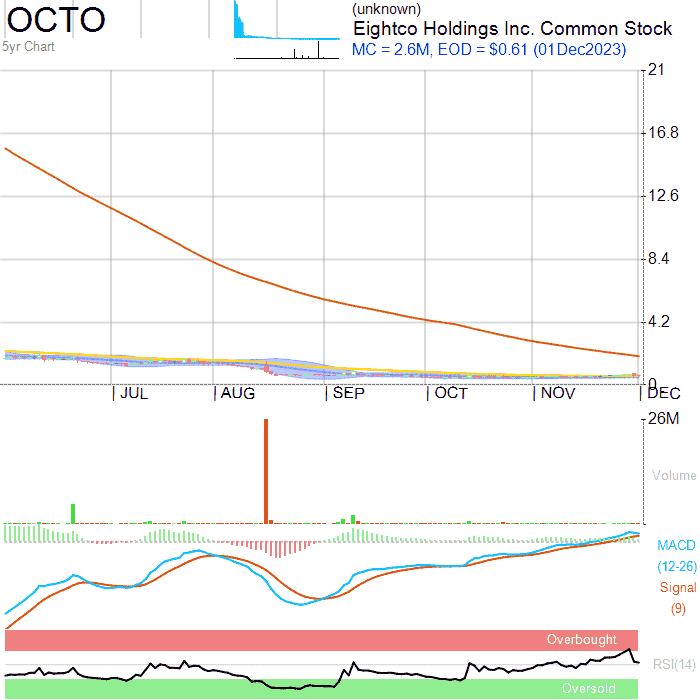 OCTO
(unknown)
Eightco Holdings Inc. Common Stock
5yr Chart
MC = 2.6M, EOD = $0.61 (01Dec2023)
21
16.8
12.6
8.4
4.2
0
JUL
AUG
SEP
OCT
NOV
DEC
26M
Volume
MACD
(12-26)
Signal
(9)
Overbought
RSI(14)
Oversold